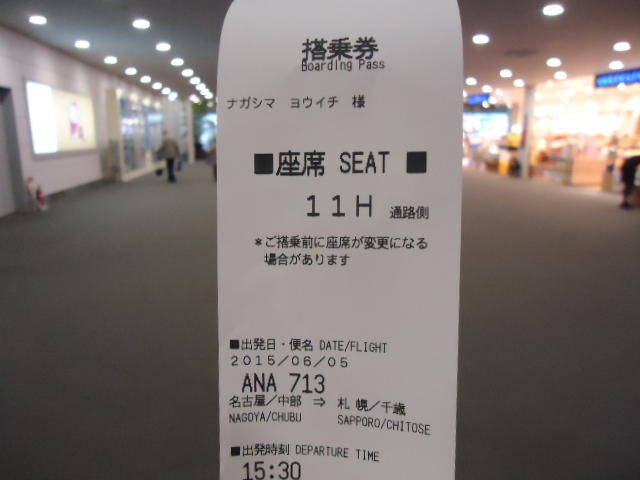 搭乗券
Boarding Pass
ナガシマ ヨウイチ 様
■座席 SEAT ■
11H 通路側
*ご搭乗前に座席が変更になる
場合があります
■出発日・便名 DATE/FLIGHT
2015/06/05
ANA 713
名古屋/中部 ⇒ 札幌/千歳
NAGOYA/CHUBU SAPPORO/CHITOSE
■出発時刻 DEPARTURE TIME
15:30